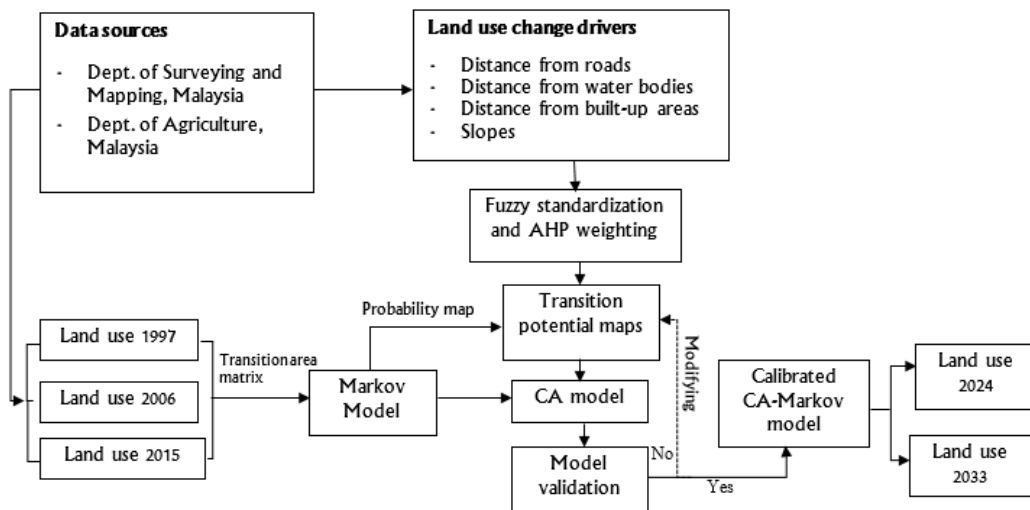 Data sources
- Dept. of Surveying and
Mapping, Malaysia
- Dept. of Agriculture,
Malaysia
Land use change drivers
- Distance from roads
- Distance from water bodies
- Distance from built-up areas
- Slopes
Fuzzy standardization
and AHP weighting
Probability map
Transition
potential maps
Land use 1997
Land use 2006
Land use 2015
Transition area
matrix
Markov
Model
CA model
Modifying
Model
validation
No
Yes
Calibrated
CA-Markov
model
Land use
2024
Land use
2033